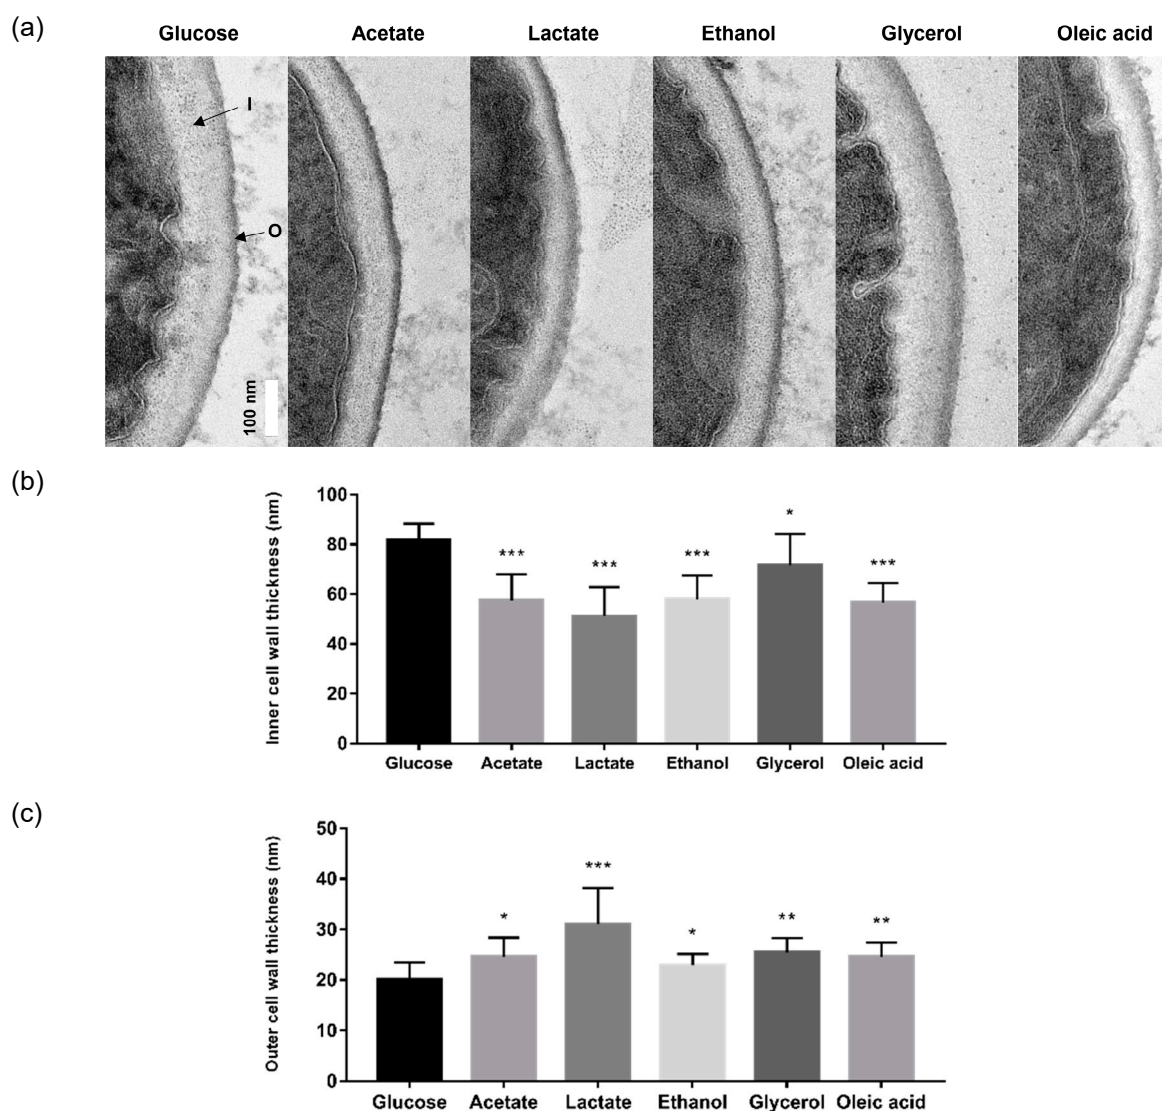 (a)
Glucose Acetate Lactate Ethanol Glycerol Oleic acid
I
O
100 nm
(b)
Inner cell wall thickness (nm)
100
80
60
40
20
0
*** *** *** * ***
Glucose Acetate Lactate Ethanol Glycerol Oleic acid
(c)
Outer cell wall thickness (nm)
50
40
30
20
10
0
* *** * ** **
Glucose Acetate Lactate Ethanol Glycerol Oleic acid